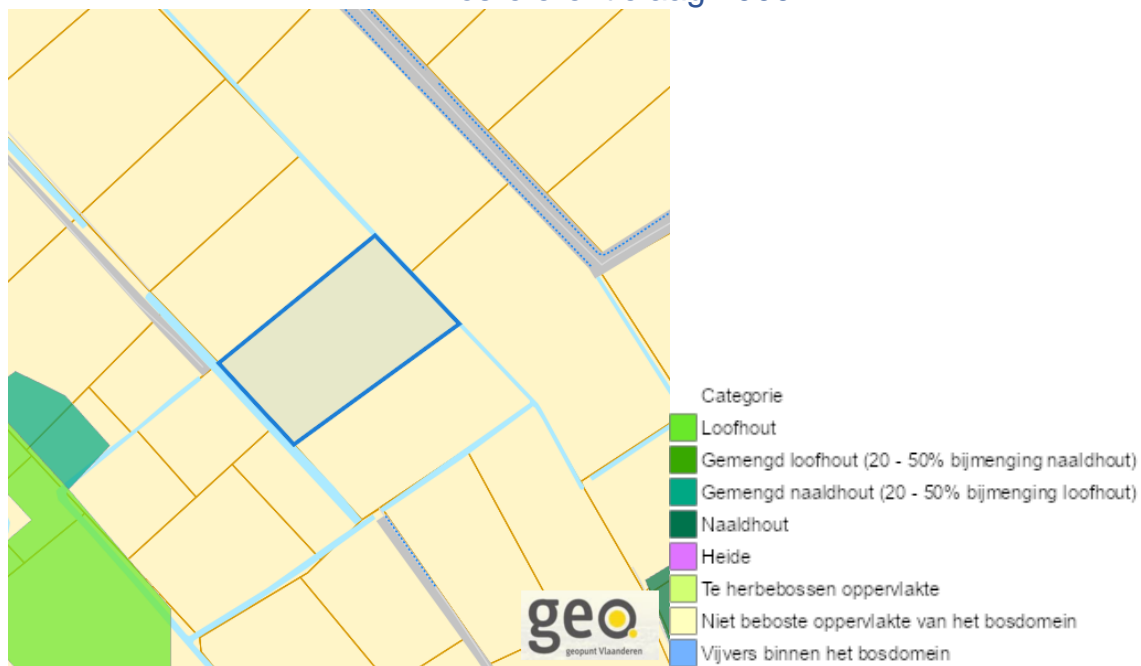 Categorie
Loofhout
Gemengd loofhout (20 - 50% bijmenging naaldhout)
Gemengd naaldhout (20 - 50% bijmenging loofhout)
Naaldhout
Heide
Te herbebossen oppervlakte
Niet beboste oppervlakte van het bosdomein
Vijvers binnen het bosdomein
geo.
geopunt Vlaanderen